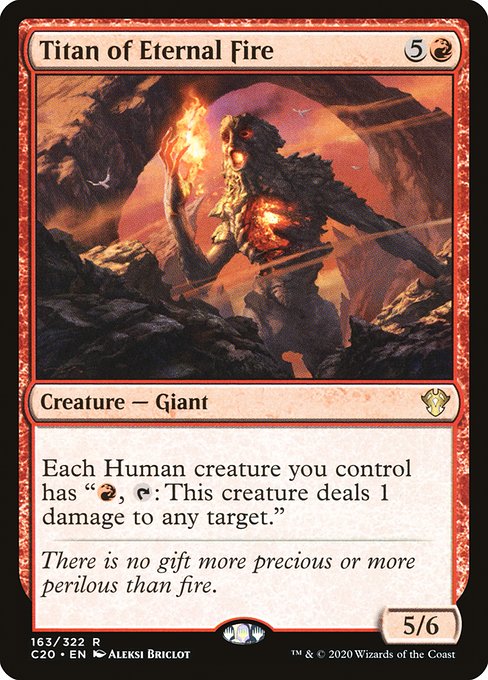 Titan of Eternal Fire 5
Creature — Giant
Each Human creature you control
has “, : This creature deals 1
damage to any target.”
There is no gift more precious or more
perilous than fire.
5/6
163/322 R
C20 • EN Aleksi Briclot
™ & © 2020 Wizards of the Coast